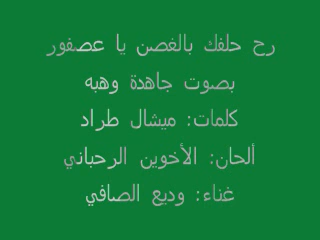 رح حلفك بالغصن يا عصفور
بصوت جاهدة وهبه
كلمات: ميشال طراد
ألحان: الأخوين الرحباني
غناء: وديع الصافي